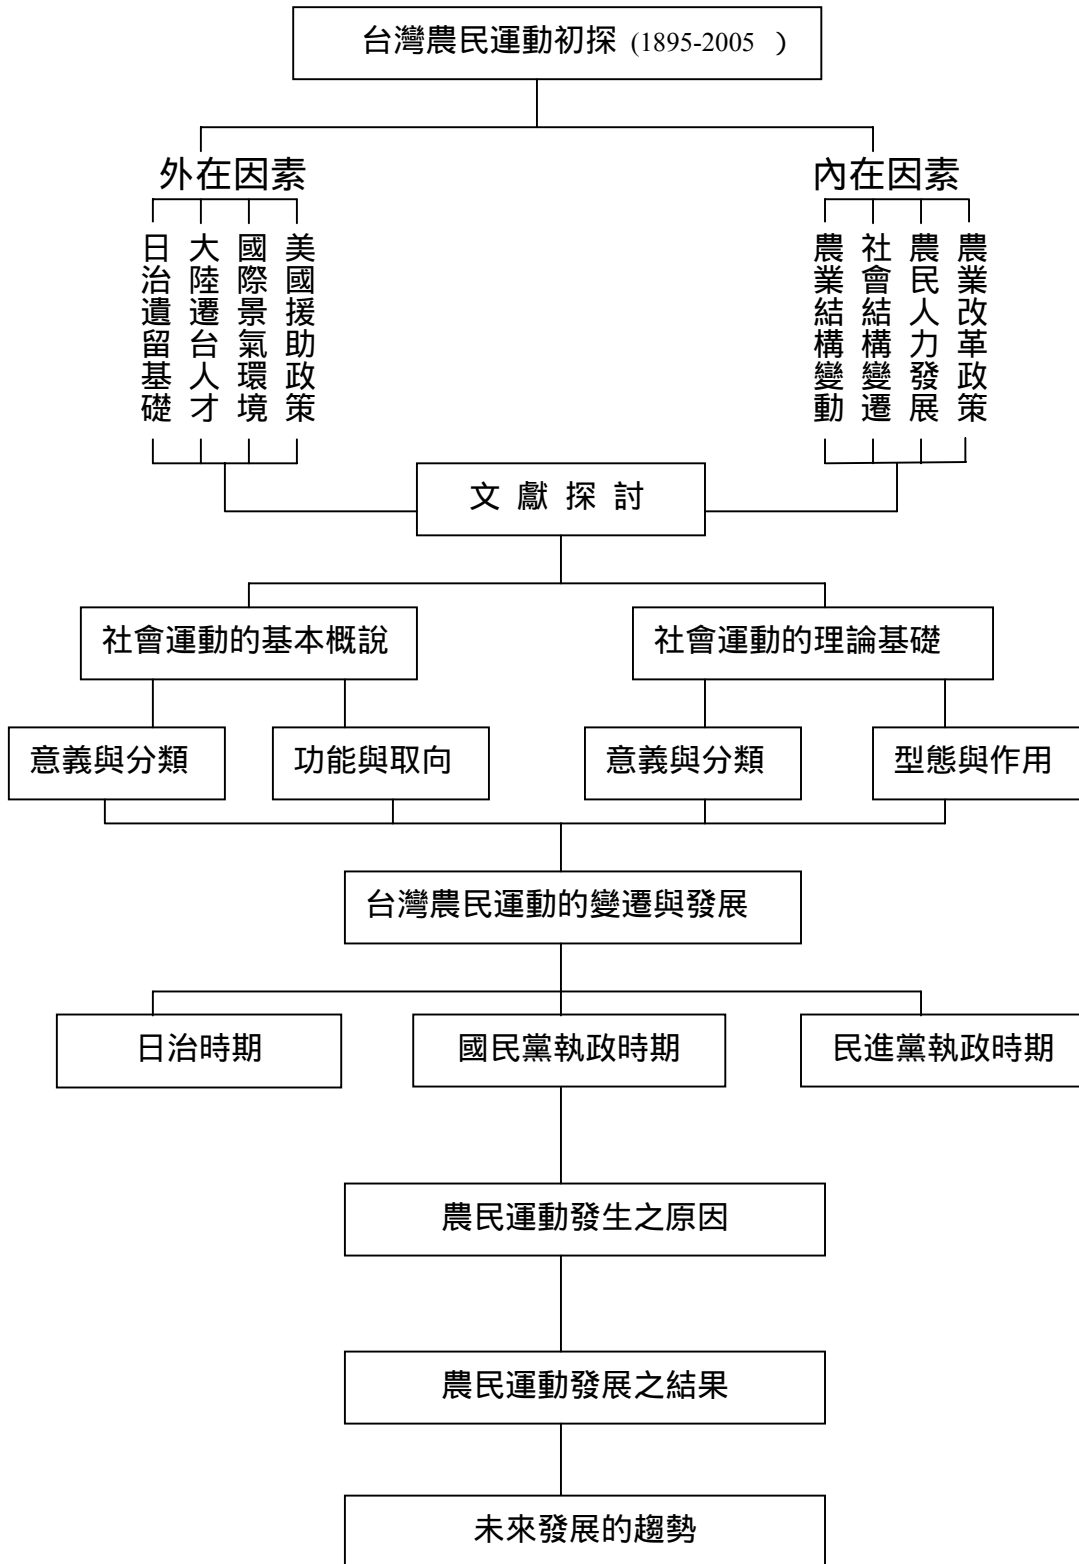 台灣農民運動初探 (1895-2005 )
外在因素
內在因素
日治遺留基礎
大陸遷台人才
國際景氣環境
美國援助政策
農業結構變動
社會結構變遷
農民人力發展
農業改革政策
文獻探討
社會運動的基本概說
社會運動的理論基礎
意義與分類
功能與取向
意義與分類
型態與作用
台灣農民運動的變遷與發展
日治時期
國民黨執政時期
民進黨執政時期
農民運動發生之原因
農民運動發展之結果
未來發展的趨勢